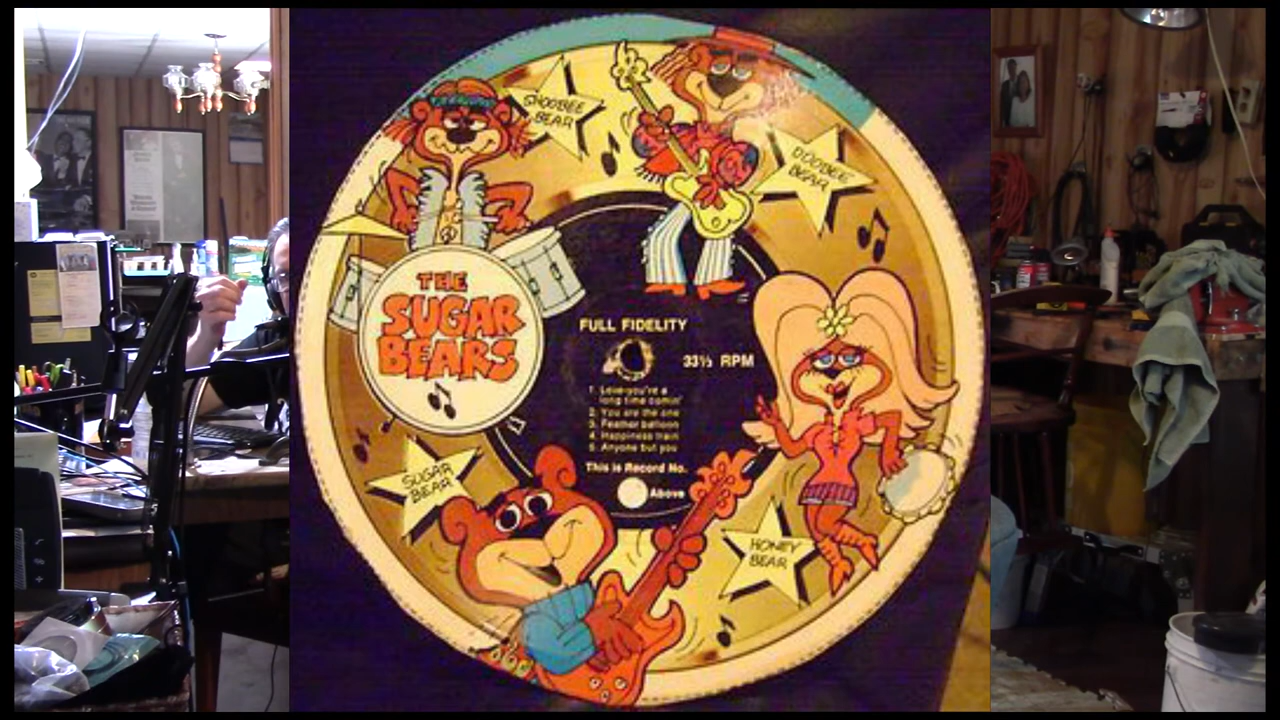 SHOOBEE
BEAR
DOOBEE
BEAR
THE
SUGAR
BEARS
FULL FIDELITY
33⅓ RPM
1. Love you're a
long time comin'
2. You are the one
3. Feather balloon
4. Happiness train
5. Anyone but you
This is Record No.
Above
SUGAR
BEAR
HONEY
BEAR